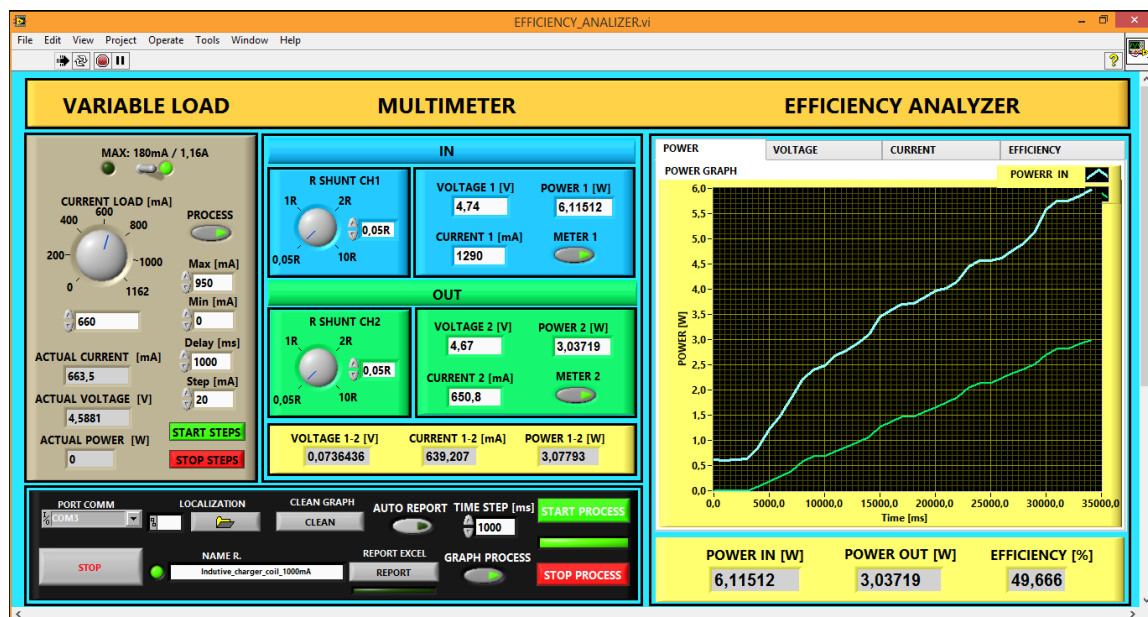 EFFICIENCY_ANALIZER.vi
File Edit View Project Operate Tools Window Help
VARIABLE LOAD
MULTIMETER
EFFICIENCY ANALYZER
MAX: 180mA / 1,16A
CURRENT LOAD [mA]
0 200 400 600 800 1000 1162
660
PROCESS
Max [mA]
950
Min [mA]
0
Delay [ms]
1000
Step [mA]
20
ACTUAL CURRENT [mA]
663,5
ACTUAL VOLTAGE [V]
4,5881
ACTUAL POWER [W]
0
START STEPS
STOP STEPS
IN
R SHUNT CH1
1R 2R
0,05R 10R
0,05R
VOLTAGE 1 [V] POWER 1 [W]
4,74 6,11512
CURRENT 1 [mA] METER 1
1290
OUT
R SHUNT CH2
1R 2R
0,05R 10R
0,05R
VOLTAGE 2 [V] POWER 2 [W]
4,67 3,03719
CURRENT 2 [mA] METER 2
650,8
VOLTAGE 1-2 [V] CURRENT 1-2 [mA] POWER 1-2 [W]
0,0736436 639,207 3,07793
POWER VOLTAGE CURRENT EFFICIENCY
POWER GRAPH
POWERR IN
6,0
5,5
5,0
4,5
4,0
3,5
3,0
2,5
2,0
1,5
1,0
0,5
0,0
POWER [W]
0,0 5000,0 10000,0 15000,0 20000,0 25000,0 30000,0 35000,0
Time [ms]
POWER IN [W] POWER OUT [W] EFFICIENCY [%]
6,11512 3,03719 49,666
PORT COMM LOCALIZATION CLEAN GRAPH AUTO REPORT TIME STEP [ms]
COM3 CLEAN 1000
START PROCESS
NAME R. REPORT EXCEL GRAPH PROCESS
STOP Indutive_charger_coil_1000mA REPORT STOP PROCESS